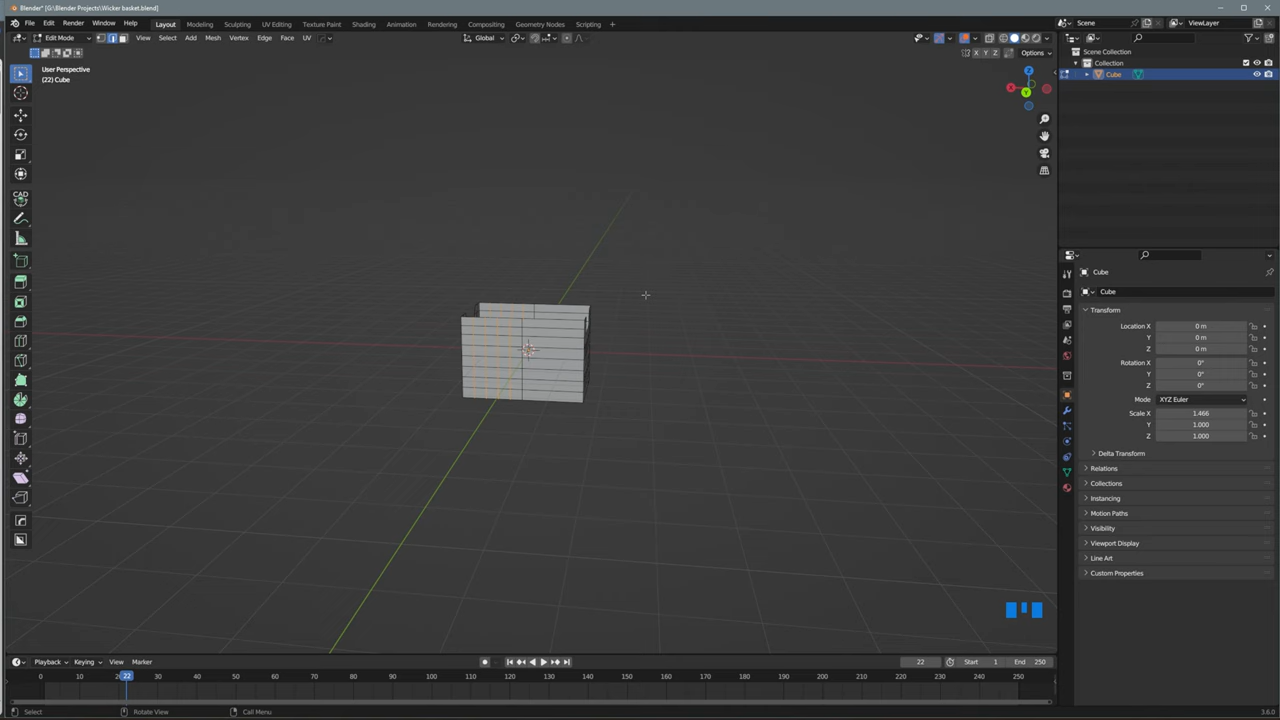 Blender* [G:\Blender Projects\Wicker basket.blend]
File Edit Render Window Help Layout Modeling Sculpting UV Editing Texture Paint Shading Animation Rendering Compositing Geometry Nodes Scripting + Scene ViewLayer
Edit Mode View Select Add Mesh Vertex Edge Face UV Global
X Y Z Options
User Perspective
(22) Cube
Z
X
Y
CAD
Scene Collection
Collection
Cube
Cube
Cube
Transform
Location X 0 m
Y 0 m
Z 0 m
Rotation X 0°
Y 0°
Z 0°
Mode XYZ Euler
Scale X 1.466
Y 1.000
Z 1.000
Delta Transform
Relations
Collections
Instancing
Motion Paths
Visibility
Viewport Display
Line Art
Custom Properties
Playback Keying View Marker 22 Start 1 End 250
0 10 22 30 40 50 60 70 80 90 100 110 120 130 140 150 160 170 180 190 200 210 220 230 240 250
Select Rotate View Call Menu 3.6.0